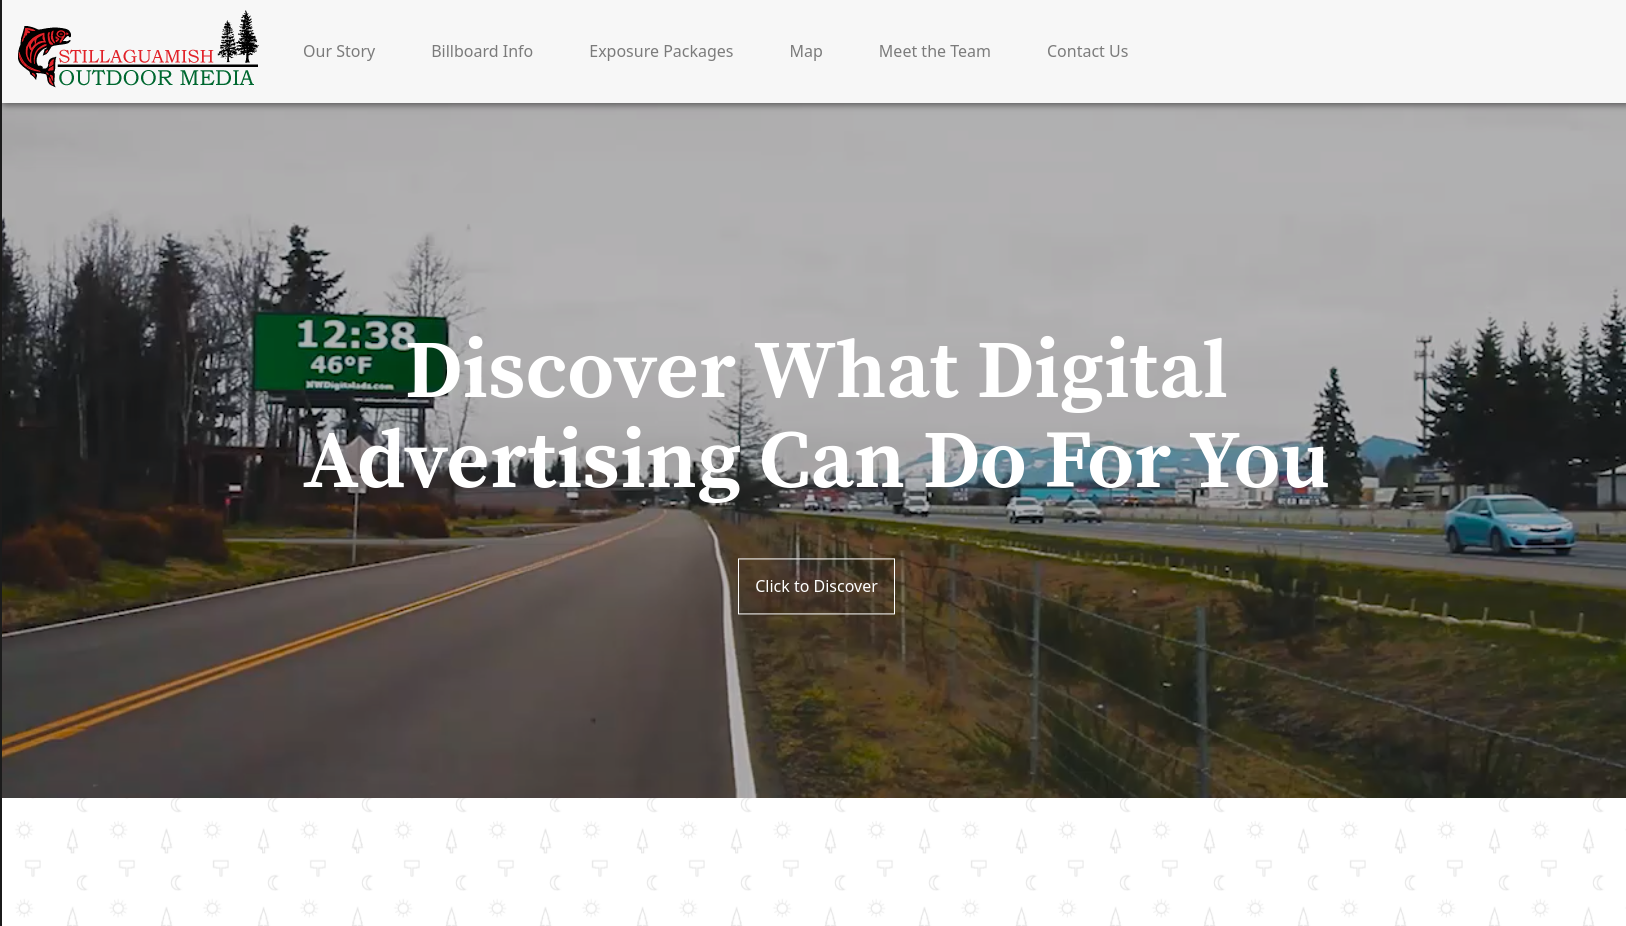 STILLAGUAMISH
OUTDOOR MEDIA
Our Story
Billboard Info
Exposure Packages
Map
Meet the Team
Contact Us
12:38
46°F
NWDigitalads.com
Discover What Digital
Advertising Can Do For You
Click to Discover